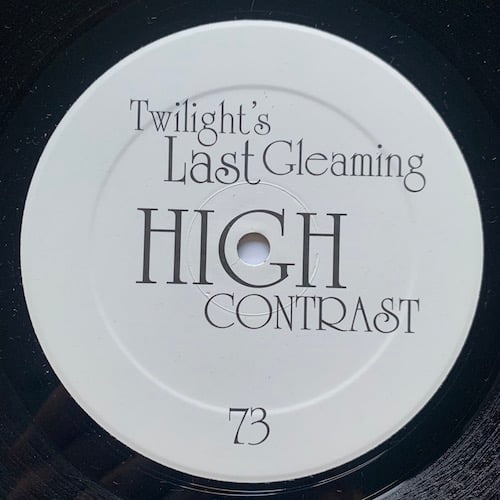 Twilight's
Last Gleaming
HIGH
CONTRAST
73